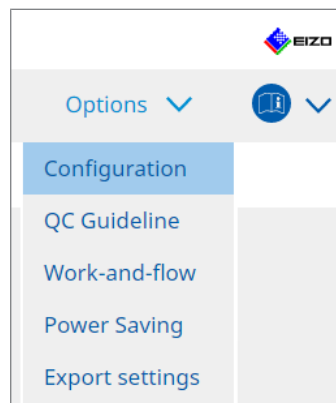 EIZO
Options
Configuration
QC Guideline
Work-and-flow
Power Saving
Export settings